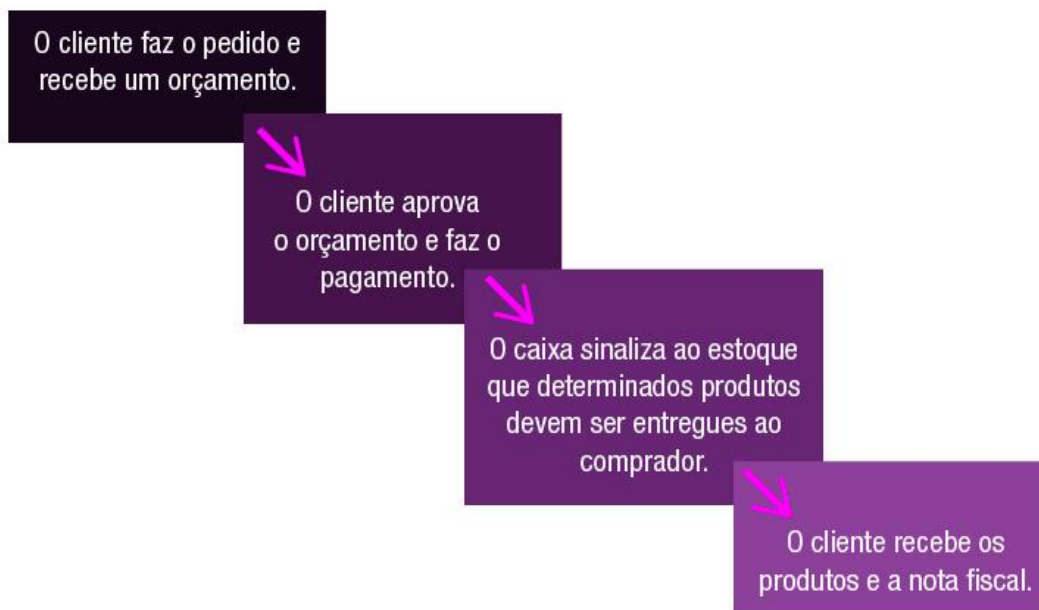 O cliente faz o pedido e
recebe um orçamento.
O cliente aprova
o orçamento e faz o
pagamento.
O caixa sinaliza ao estoque
que determinados produtos
devem ser entregues ao
comprador.
O cliente recebe os
produtos e a nota fiscal.